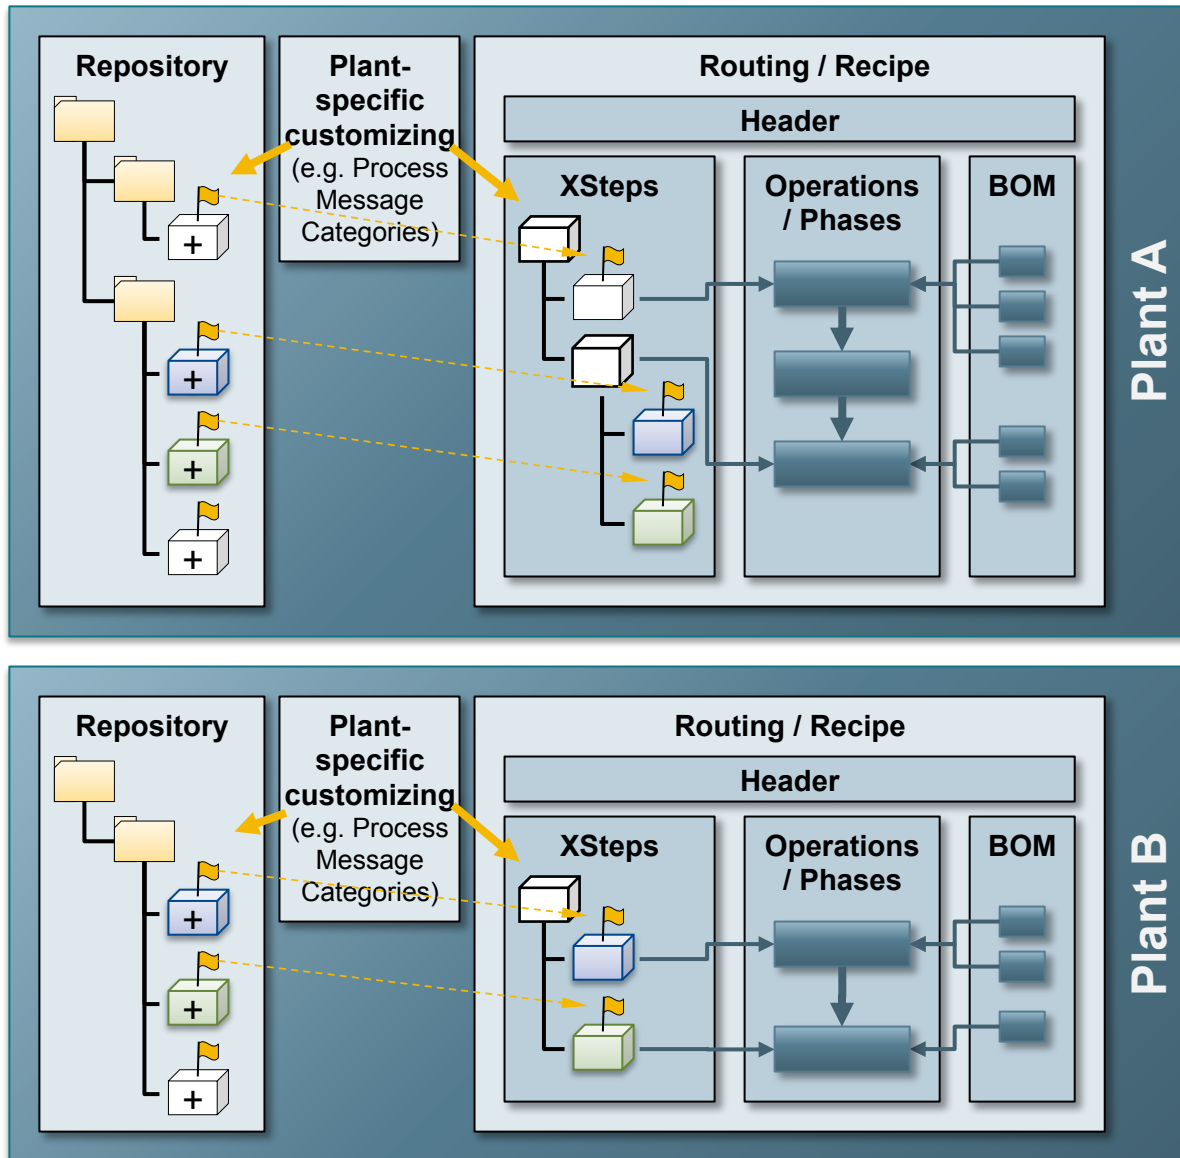 Repository
Plant-
specific
customizing
(e.g. Process
Message
Categories)
Routing / Recipe
Header
XSteps
Operations
/ Phases
BOM
+
+
+
+
Plant A
Repository
Plant-
specific
customizing
(e.g. Process
Message
Categories)
Routing / Recipe
Header
XSteps
Operations
/ Phases
BOM
+
+
+
Plant B